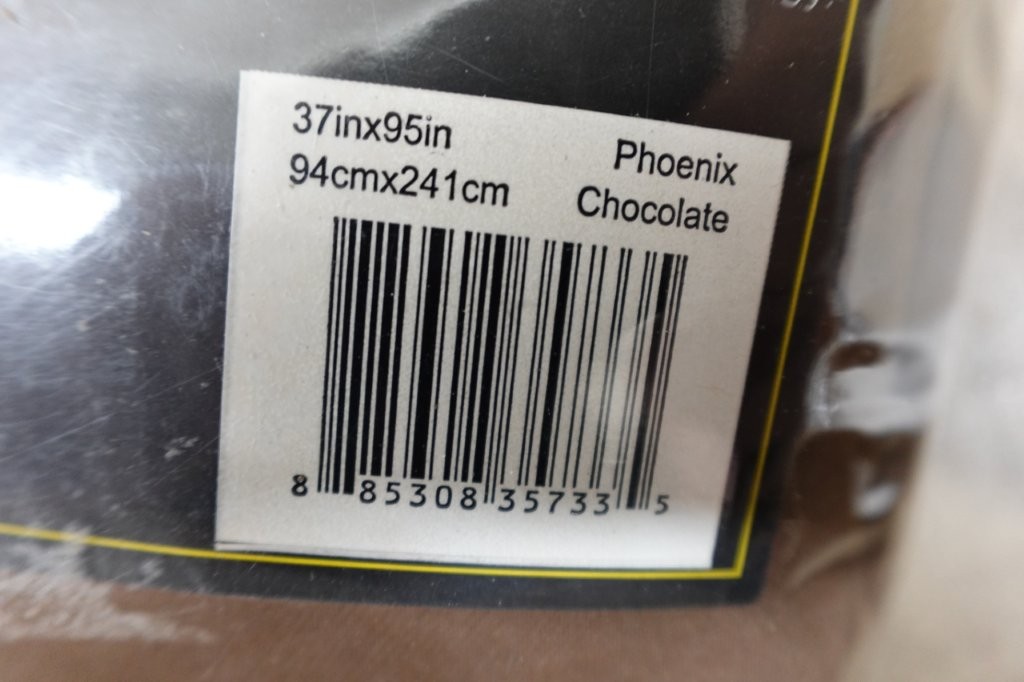 37inx95in
94cmx241cm
Phoenix
Chocolate
8 85308 35733 5